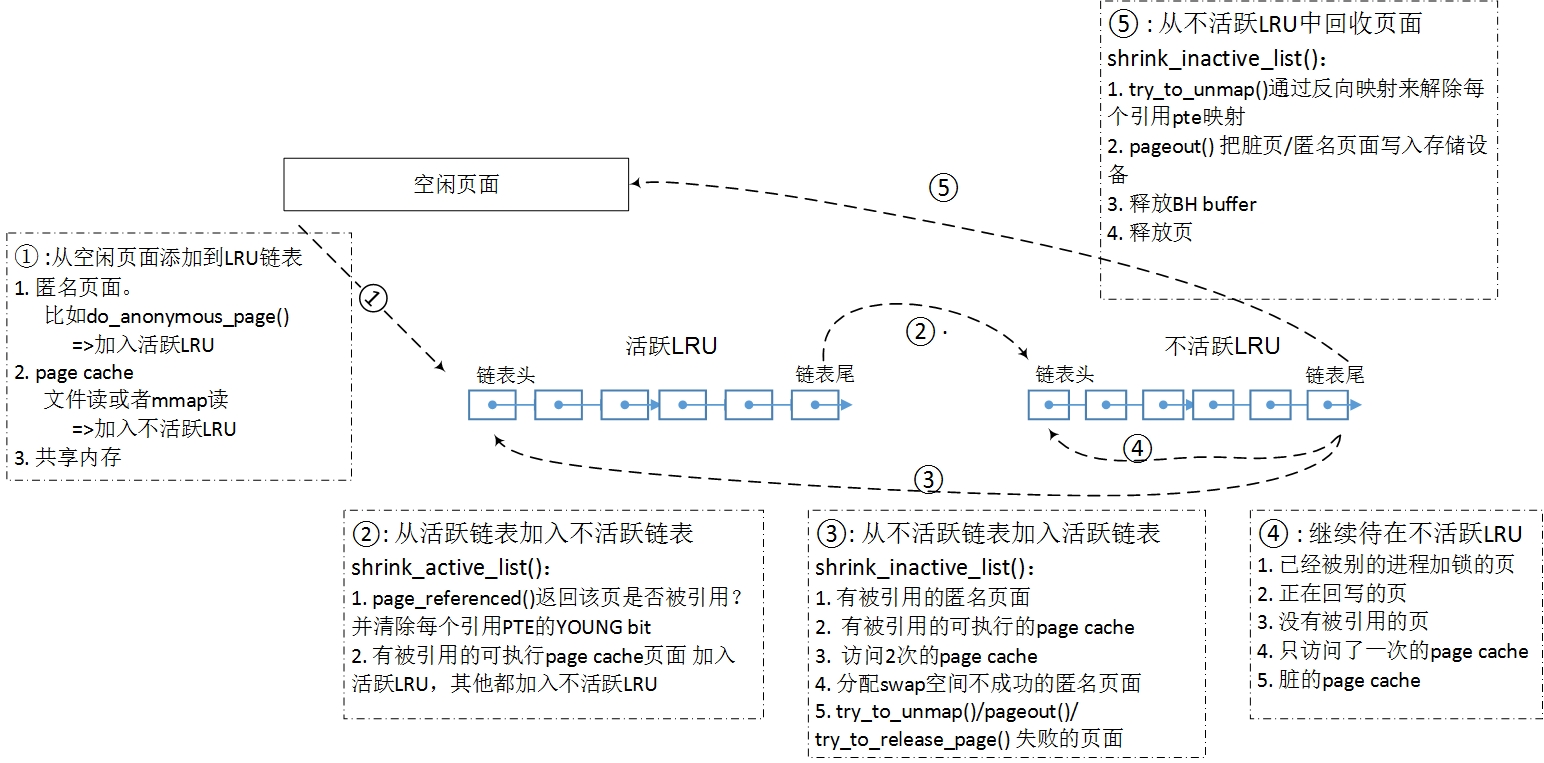 ⑤ : 从不活跃LRU中回收页面
shrink_inactive_list():
1. try_to_unmap()通过反向映射来解除每
个引用pte映射
2. pageout() 把脏页/匿名页面写入存储设
备
3. 释放BH buffer
4. 释放页
空闲页面
⑤
① :从空闲页面添加到LRU链表
1. 匿名页面。
比如do_anonymous_page()
=>加入活跃LRU
2. page cache
文件读或者mmap读
=>加入不活跃LRU
3. 共享内存
①
② .
活跃LRU
不活跃LRU
链表头
链表尾
链表头
链表尾
④
③
②: 从活跃链表加入不活跃链表
shrink_active_list():
1. page_referenced()返回该页是否被引用？
并清除每个引用PTE的YOUNG bit
2. 有被引用的可执行page cache页面 加入
活跃LRU，其他都加入不活跃LRU
③: 从不活跃链表加入活跃链表
shrink_inactive_list():
1. 有被引用的匿名页面
2. 有被引用的可执行的page cache
3. 访问2次的page cache
4. 分配swap空间不成功的匿名页面
5. try_to_unmap()/pageout()/
try_to_release_page() 失败的页面
④ : 继续待在不活跃LRU
1. 已经被别的进程加锁的页
2. 正在回写的页
3. 没有被引用的页
4. 只访问了一次的page cache
5. 脏的page cache